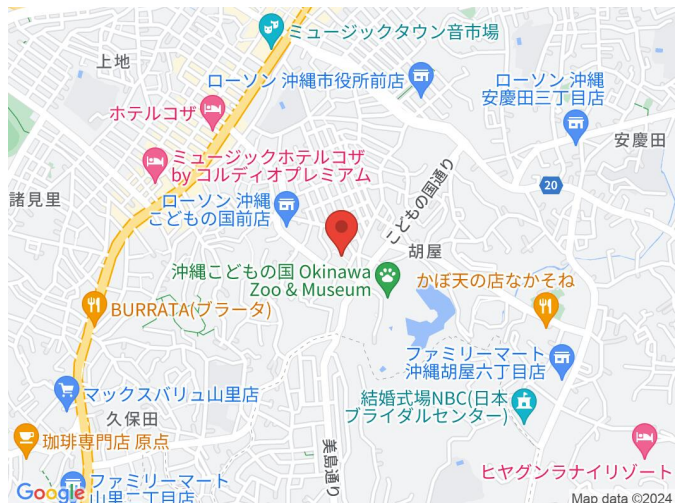 ミュージックタウン音市場
上地
ローソン 沖縄
市役所前店
ローソン 沖縄
安慶田三丁目店
ホテルコザ
安慶田
ミュージックホテルコザ
by コルディオプレミアム
諸見里
20
ローソン 沖縄
こどもの国前店
こどもの国通り
胡屋
沖縄こどもの国 Okinawa
Zoo & Museum
かぼ天の店なかそね
BURRATA(ブラータ)
ファミリーマート
沖縄胡屋六丁目店
マックスバリュ山里店
結婚式場NBC(日本
ブライダルセンター)
久保田
珈琲専門店 原点
美島通り
ヒヤグンラナイリゾート
ファミリーマート
山里二丁目店
Google
Map data ©2024